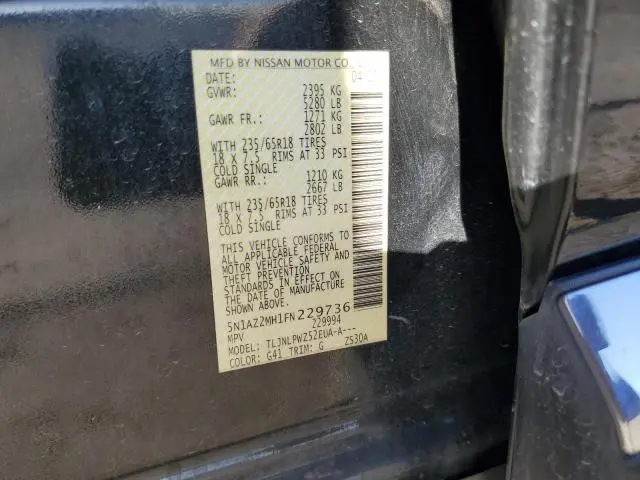 MFD BY NISSAN MOTOR CO.
DATE: 04
GVWR: 2395 KG
5280 LB
GAWR FR.: 1271 KG
2802 LB
WITH 235/65R18 TIRES
18 X 7.5 RIMS AT 33 PSI
COLD SINGLE
GAWR RR.: 1210 KG
2667 LB
WITH 235/65R18 TIRES
18 X 7.5 RIMS AT 33 PSI
COLD SINGLE
THIS VEHICLE CONFORMS TO
ALL APPLICABLE FEDERAL
MOTOR VEHICLE SAFETY AND
THEFT PREVENTION
STANDARDS IN EFFECT ON
THE DATE OF MANUFACTURE
SHOWN ABOVE.
5N1AZ2MH1FN229736
MPV 229994
MODEL: TLJNLPWZ52EUA-A---
COLOR: G41 TRIM: G Z530A